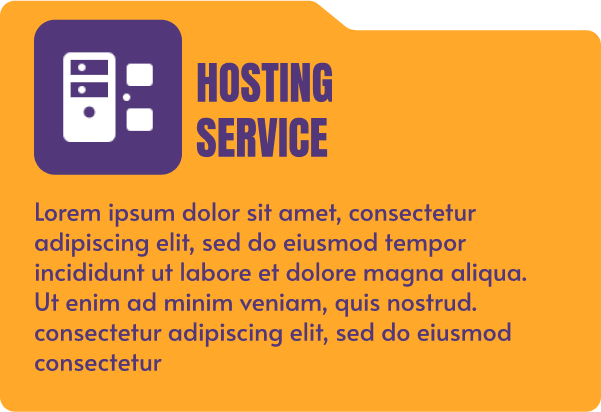 HOSTING
SERVICE
Lorem ipsum dolor sit amet, consectetur
adipiscing elit, sed do eiusmod tempor
incididunt ut labore et dolore magna aliqua.
Ut enim ad minim veniam, quis nostrud.
consectetur adipiscing elit, sed do eiusmod
consectetur